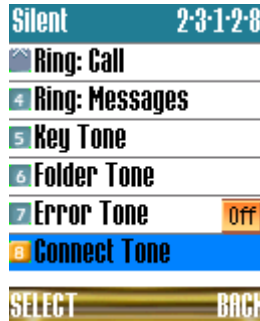 Silent 2·3·1·2·8
Ring: Call
4 Ring: Messages
5 Key Tone
6 Folder Tone
7 Error Tone Off
8 Connect Tone
SELECT BACK